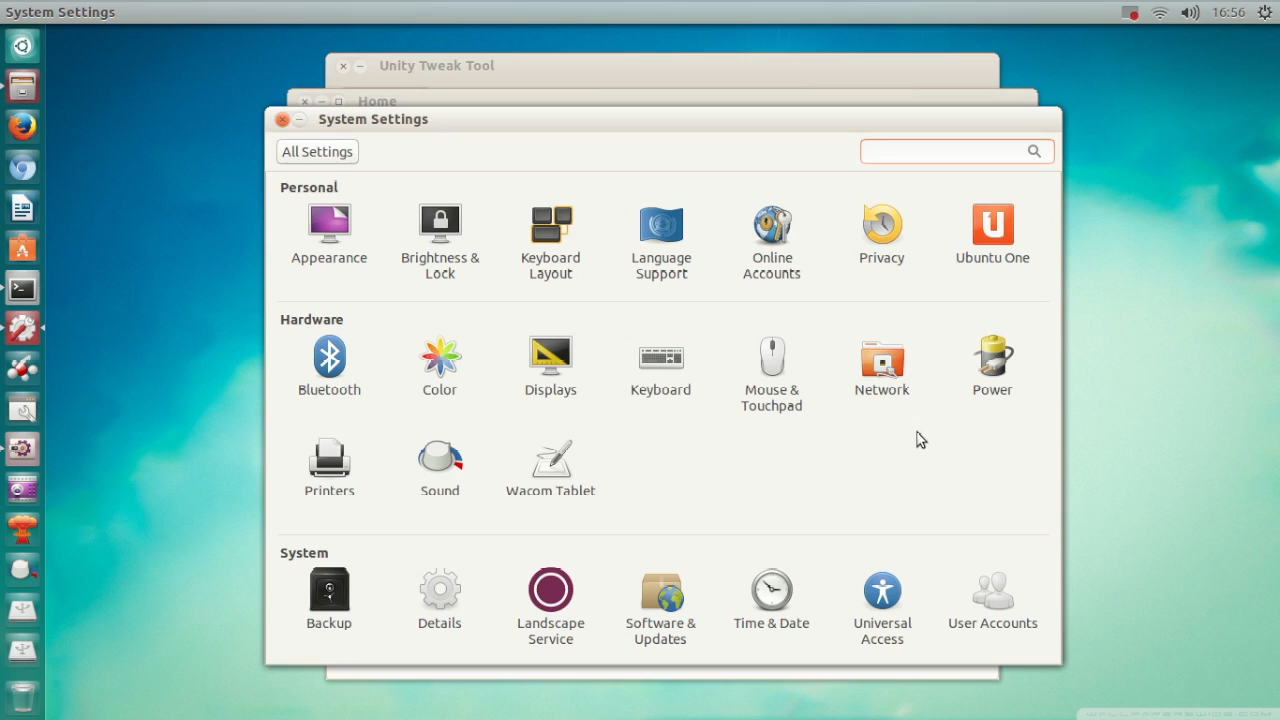 System Settings
16:56
Unity Tweak Tool
Home
System Settings
All Settings
Personal
Appearance
Brightness &
Lock
Keyboard
Layout
Language
Support
Online
Accounts
Privacy
Ubuntu One
Hardware
Bluetooth
Color
Displays
Keyboard
Mouse &
Touchpad
Network
Power
Printers
Sound
Wacom Tablet
System
Backup
Details
Landscape
Service
Software &
Updates
Time & Date
Universal
Access
User Accounts